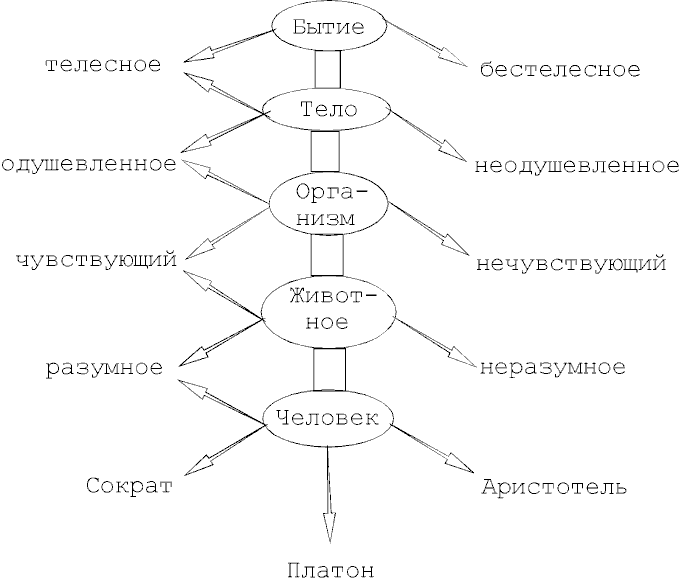 Бытие
телесное
бестелесное
Тело
одушевленное
неодушевленное
Орга-
низм
чувствующий
нечувствующий
Живот-
ное
разумное
неразумное
Человек
Сократ
Аристотель
Платон